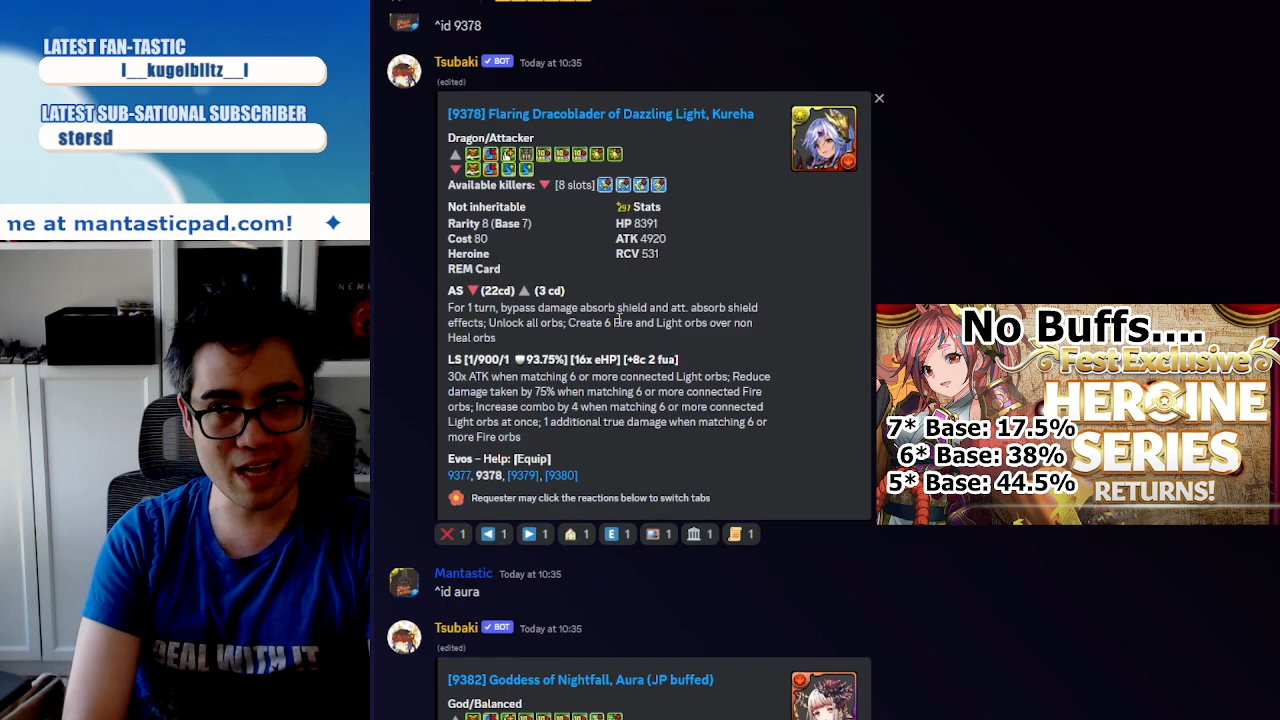 LATEST FAN-TASTIC
l__kugelblitz__l
LATEST SUB-SATIONAL SUBSCRIBER
stersd
me at mantasticpad.com!
DEAL WITH IT
^id 9378
Tsubaki ✓ BOT Today at 10:35
(edited)
[9378] Flaring Dracoblader of Dazzling Light, Kureha
Dragon/Attacker
Available killers: [8 slots]
Not inheritable
Rarity 8 (Base 7)
Cost 80
Heroine
REM Card
297 Stats
HP 8391
ATK 4920
RCV 531
AS (22cd) (3 cd)
For 1 turn, bypass damage absorb shield and att. absorb shield
effects; Unlock all orbs; Create 6 Fire and Light orbs over non
Heal orbs
LS [1/900/1 93.75%] [16x eHP] [+8c 2 fua]
30x ATK when matching 6 or more connected Light orbs; Reduce
damage taken by 75% when matching 6 or more connected Fire
orbs; Increase combo by 4 when matching 6 or more connected
Light orbs at once; 1 additional true damage when matching 6 or
more Fire orbs
Evos – Help: [Equip]
9377, 9378, [9379], [9380]
Requester may click the reactions below to switch tabs
1 1 1 1 E 1 1 1 1
Mantastic Today at 10:35
^id aura
Tsubaki ✓ BOT Today at 10:35
(edited)
[9382] Goddess of Nightfall, Aura (JP buffed)
God/Balanced
No Buffs....
Fest Exclusive
HEROINE
SERIES
RETURNS!
7* Base: 17.5%
6* Base: 38%
5* Base: 44.5%